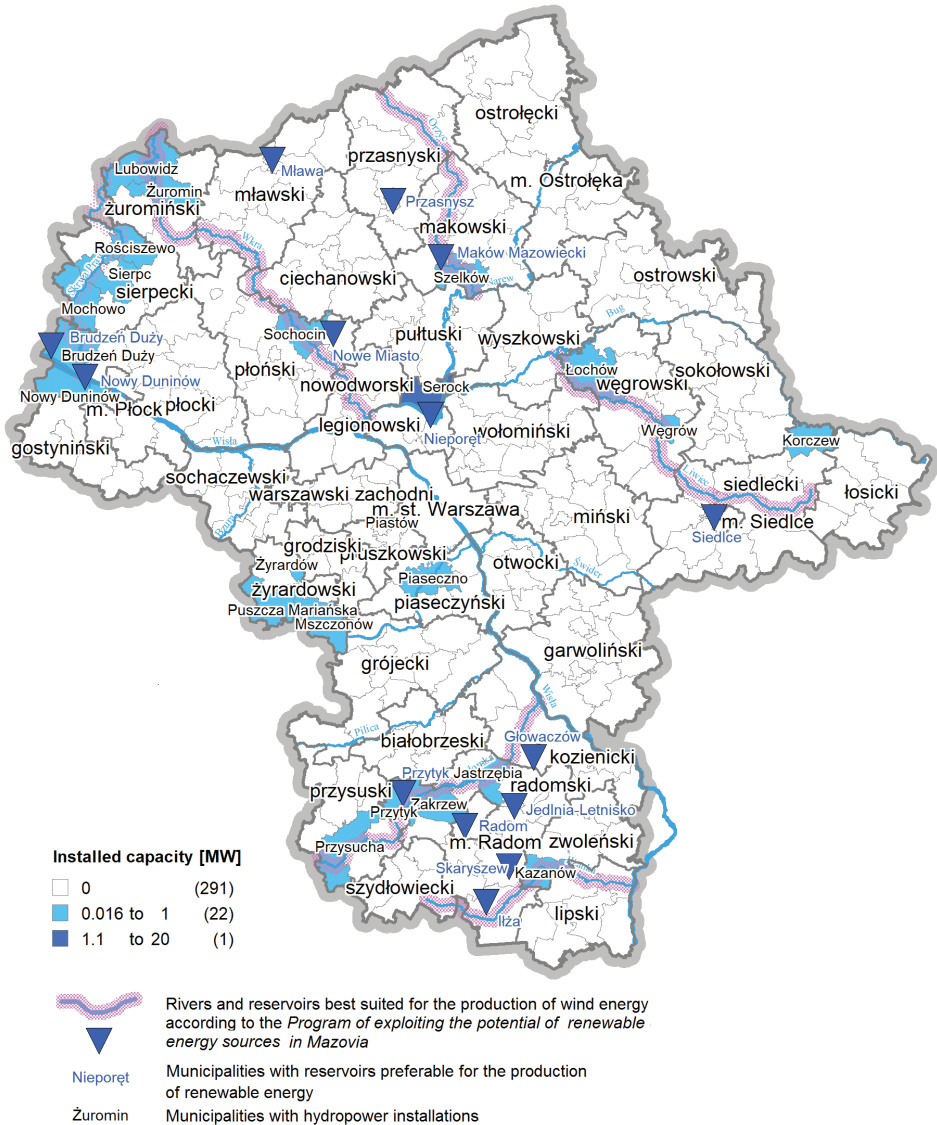 ostrołęcki
Orzyc
przasnyski
Mława
m. Ostrołęka
Lubowidz
Żuromin
mławski
Przasnysz
żuromiński
makowski
Wkra
Rościszewo
Maków Mazowiecki
Sierpc
ciechanowski
Szelków
Narew
ostrowski
sierpecki
Mochowo
Bug
Sochocin
pułtuski
wyszkowski
Brudzeń Duży
Nowe Miasto
Brudzeń Duży
Łochów
płoński
sokołowski
Nowy Duninów
nowodworski
Serock
węgrowski
Nowy Duninów
m. Płock
płocki
legionowski
Nieporęt
wołomiński
Węgrów
Korczew
gostyniński
Wisła
sochaczewski
Liwiec
siedlecki
łosicki
warszawski zachodni
m. st. Warszawa
Piastów
miński
m. Siedlce
Siedlce
Bzura
grodziski
pruszkowski
Żyrardów
otwocki
Świder
Piaseczno
żyrardowski
piaseczyński
Puszcza Mariańska
Mszczonów
garwoliński
grójecki
Wisła
Pilica
białobrzeski
Głowaczów
kozienicki
Przytyk
Jastrzębia
przysuski
radomski
Zakrzew
Przytyk
Jedlnia-Letnisko
Radom
m. Radom
zwoleński
Przysucha
Skaryszew
Kazanów
szydłowiecki
Iłża
lipski
Installed capacity [MW]
0 (291)
0.016 to 1 (22)
1.1 to 20 (1)
Rivers and reservoirs best suited for the production of wind energy
according to the Program of exploiting the potential of renewable
energy sources in Mazovia
Nieporęt Municipalities with reservoirs preferable for the production
of renewable energy
Żuromin Municipalities with hydropower installations